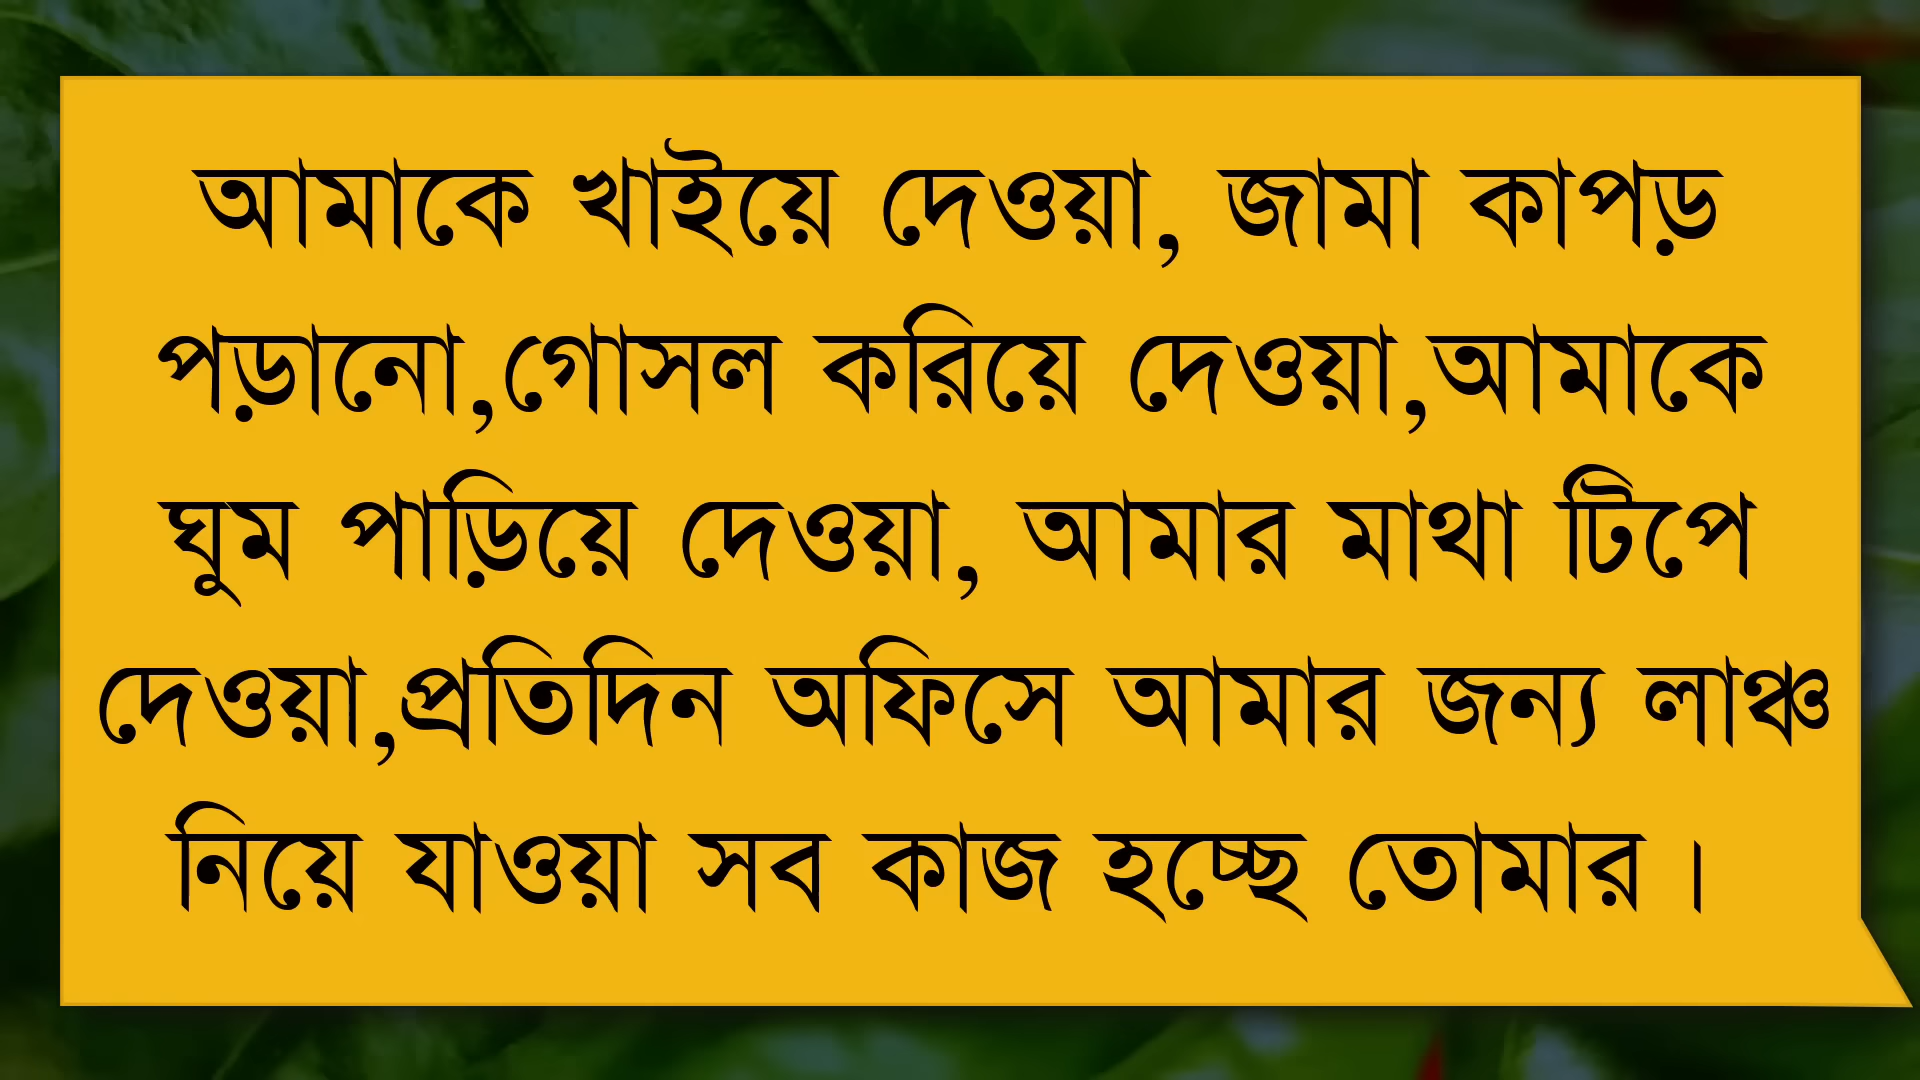 আমাকে খাইয়ে দেওয়া, জামা কাপড়
পড়ানো,গোসল করিয়ে দেওয়া,আমাকে
ঘুম পাড়িয়ে দেওয়া, আমার মাথা টিপে
দেওয়া,প্রতিদিন অফিসে আমার জন্য লাঞ্চ
নিয়ে যাওয়া সব কাজ হচ্ছে তোমার ।